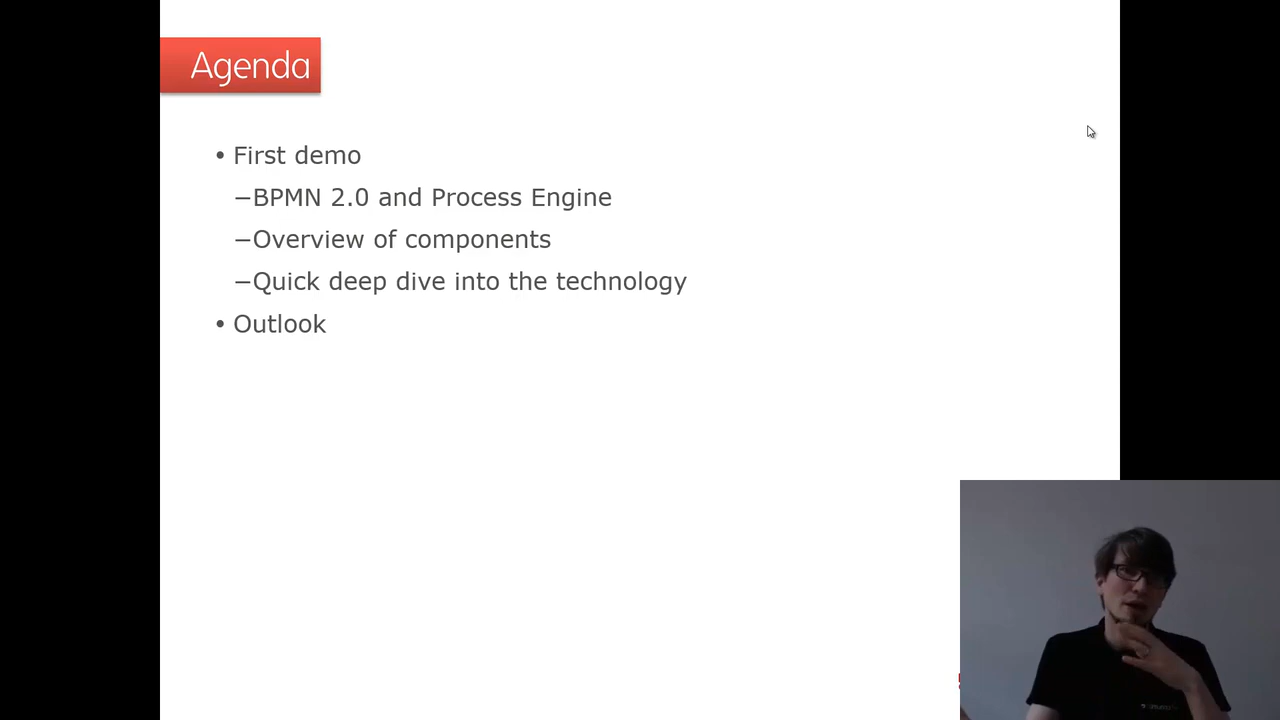 Agenda
• First demo
−BPMN 2.0 and Process Engine
−Overview of components
−Quick deep dive into the technology
• Outlook